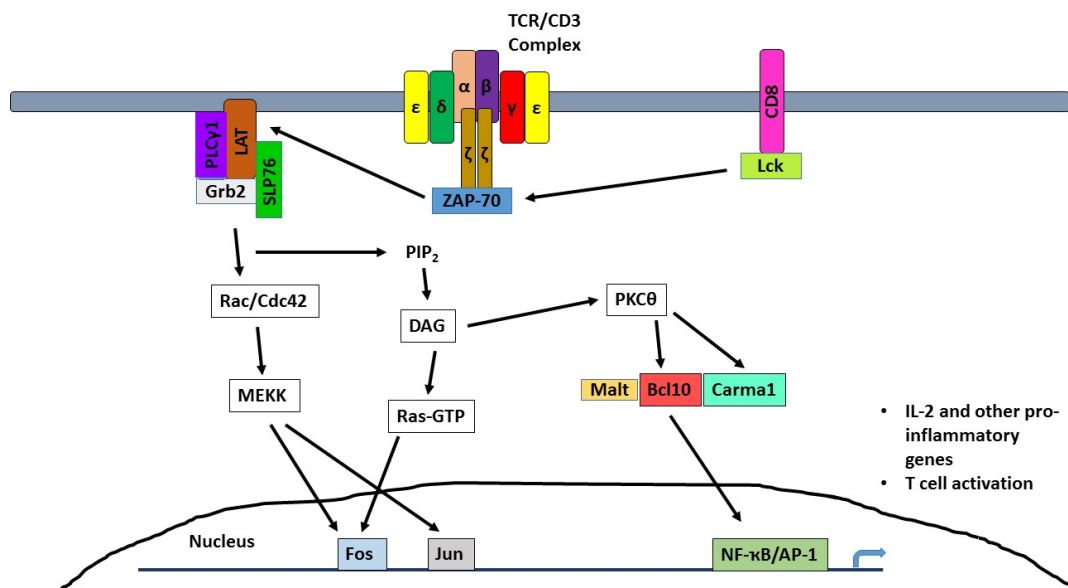 TCR/CD3
Complex
ε
δ
α
β
γ
ε
ζ
ζ
CD8
Lck
ZAP-70
PLCγ1
LAT
SLP76
Grb2
PIP₂
Rac/Cdc42
DAG
PKCθ
MEKK
Ras-GTP
Malt
Bcl10
Carma1
• IL-2 and other pro-
inflammatory
genes
• T cell activation
Nucleus
Fos
Jun
NF-κB/AP-1